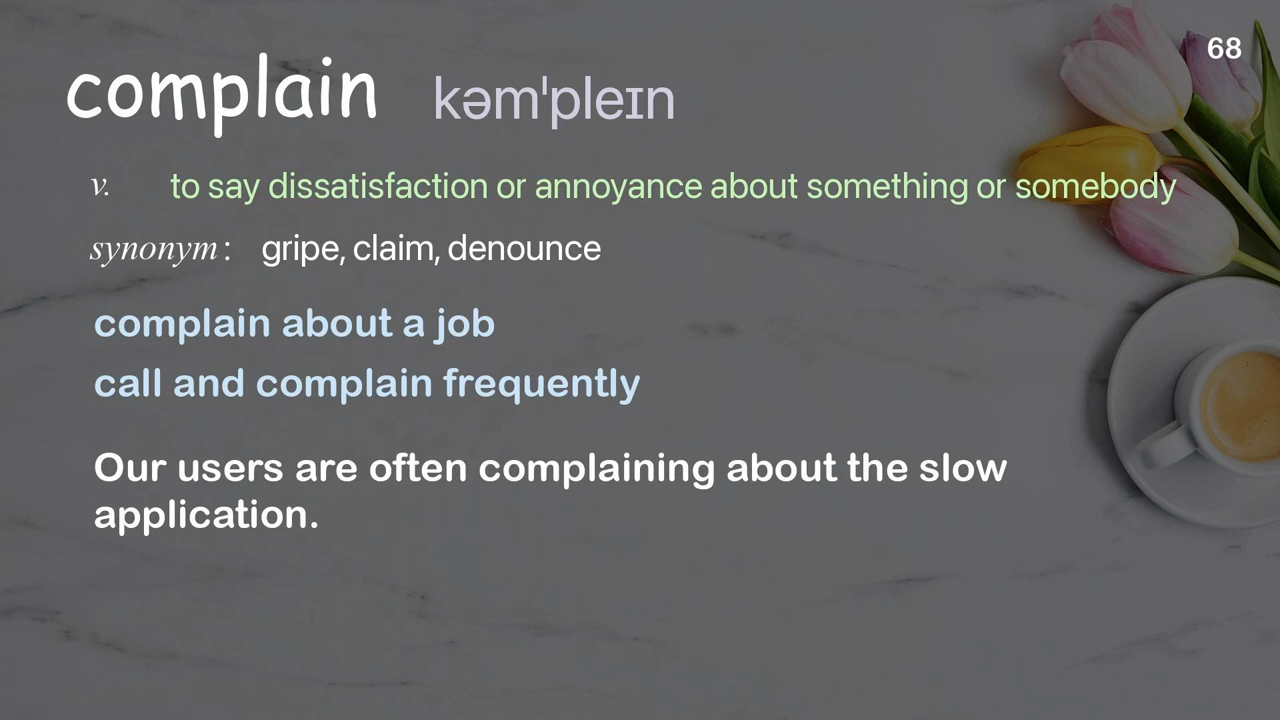 68
complain kəm'pleɪn
v. to say dissatisfaction or annoyance about something or somebody
synonym: gripe, claim, denounce
complain about a job
call and complain frequently
Our users are often complaining about the slow
application.